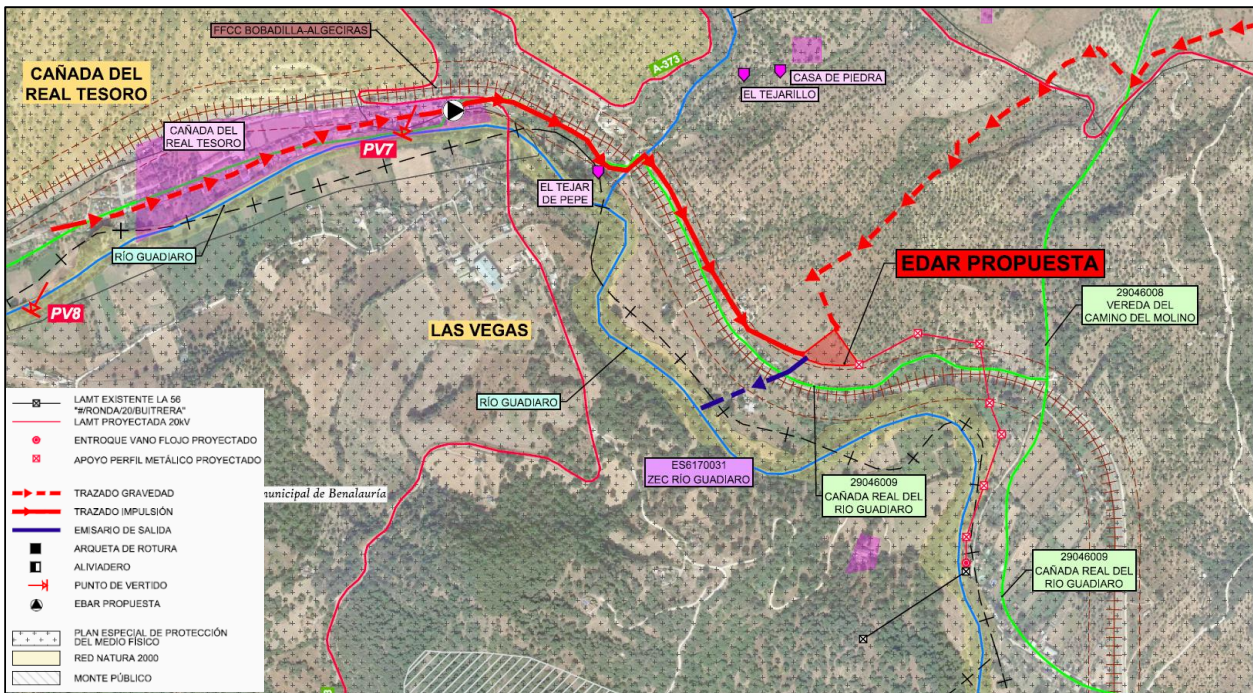 FFCC BOBADILLA-ALGECIRAS
A-373
CAÑADA DEL
REAL TESORO
CASA DE PIEDRA
EL TEJARILLO
CAÑADA DEL
REAL TESORO
PV7
EL TEJAR
DE PEPE
RÍO GUADIARO
EDAR PROPUESTA
PV8
29046008
VEREDA DEL
CAMINO DEL MOLINO
LAS VEGAS
RÍO GUADIARO
ES6170031
ZEC RÍO GUADIARO
29046009
CAÑADA REAL DEL
RIO GUADIARO
29046009
CAÑADA REAL DEL
RIO GUADIARO
municipal de Benalauría
LAMT EXISTENTE LA 56
"#/RONDA/20/BUITRERA"
LAMT PROYECTADA 20kV
ENTROQUE VANO FLOJO PROYECTADO
APOYO PERFIL METÁLICO PROYECTADO
TRAZADO GRAVEDAD
TRAZADO IMPULSIÓN
EMISARIO DE SALIDA
ARQUETA DE ROTURA
ALIVIADERO
PUNTO DE VERTIDO
EBAR PROPUESTA
PLAN ESPECIAL DE PROTECCIÓN
DEL MEDIO FÍSICO
RED NATURA 2000
MONTE PÚBLICO